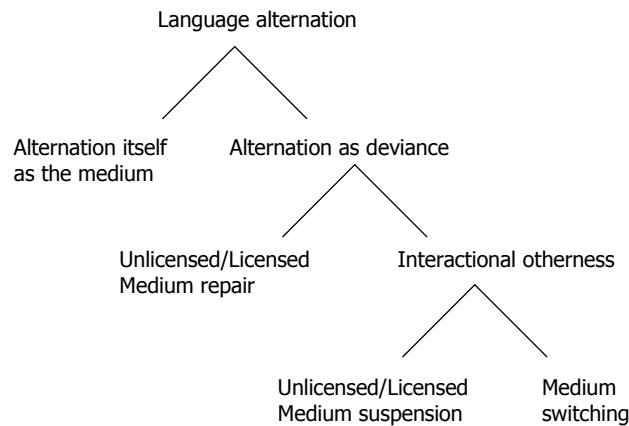 Language alternation
Alternation itself
as the medium
Alternation as deviance
Unlicensed/Licensed
Medium repair
Interactional otherness
Unlicensed/Licensed
Medium suspension
Medium
switching